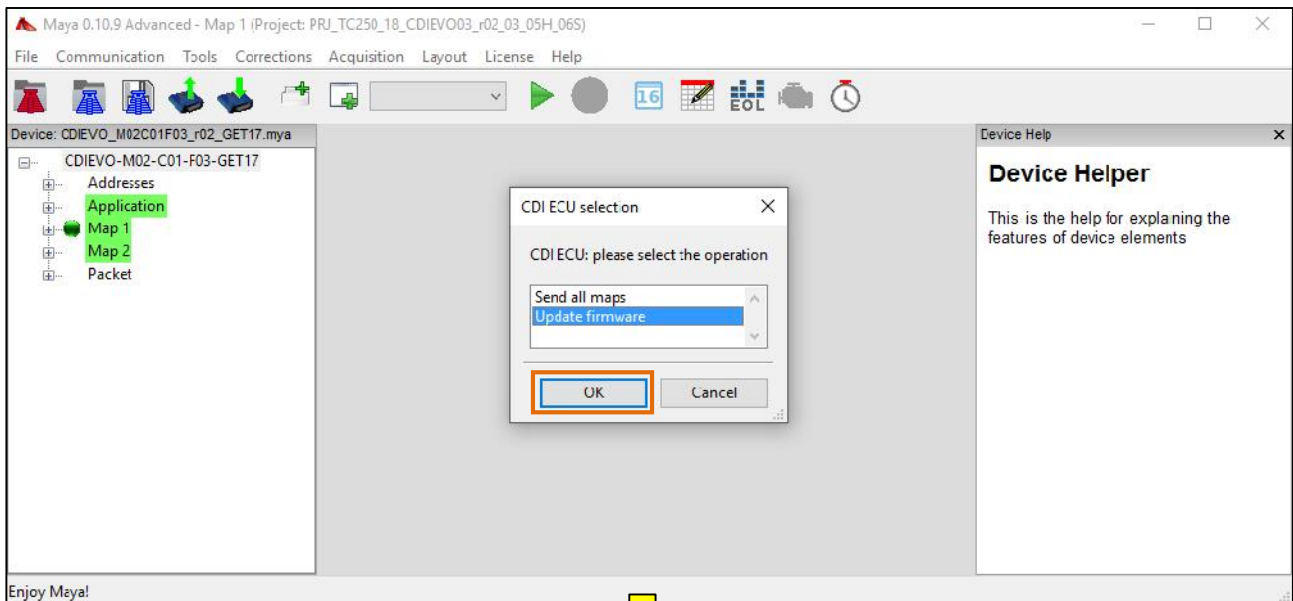 Maya 0.10.9 Advanced - Map 1 (Project: PRJ_TC250_18_CDIEVO03_r02_03_05H_06S)
File Communication Tools Corrections Acquisition Layout License Help
16
EOL
Device: CDIEVO_M02C01F03_r02_GET17.mya
CDIEVO-M02-C01-F03-GET17
Addresses
Application
Map 1
Map 2
Packet
CDI ECU selection
CDI ECU: please select the operation
Send all maps
Update firmware
OK Cancel
Device Help
Device Helper
This is the help for explaining the
features of device elements
Enjoy Maya!